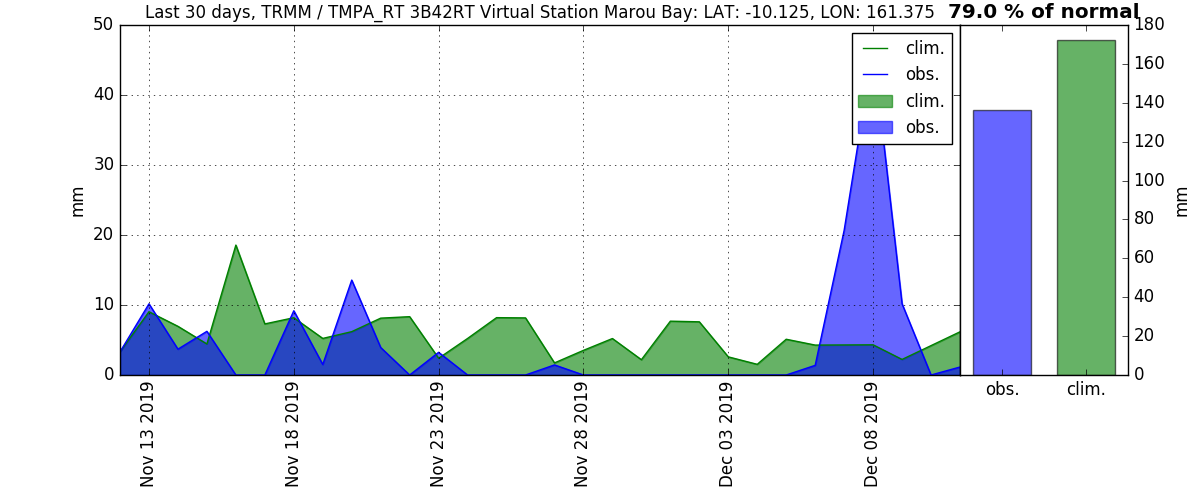 Last 30 days, TRMM / TMPA_RT 3B42RT Virtual Station Marou Bay: LAT: -10.125, LON: 161.375
79.0 % of normal
50
40
30
20
10
0
mm
clim.
obs.
clim.
obs.
Nov 13 2019
Nov 18 2019
Nov 23 2019
Nov 28 2019
Dec 03 2019
Dec 08 2019
180
160
140
120
100
80
60
40
20
0
mm
obs.
clim.